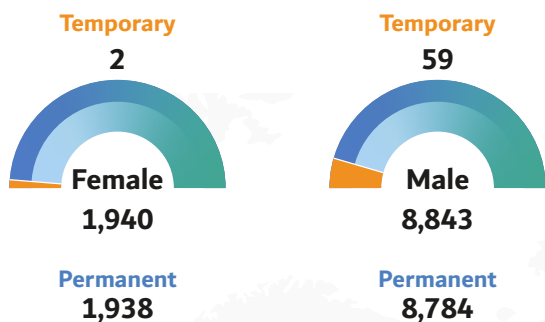 Temporary
2
Female
1,940
Permanent
1,938
Temporary
59
Male
8,843
Permanent
8,784